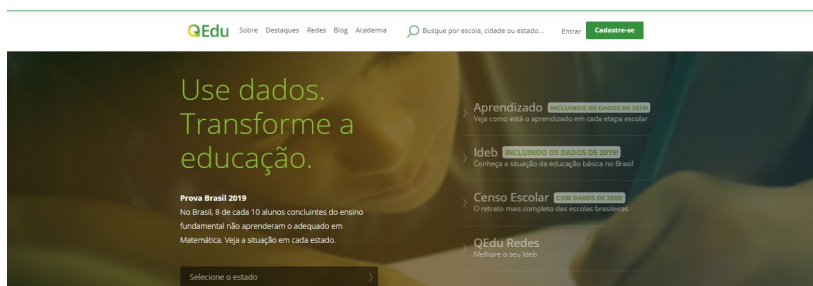 QEdu Sobre Destaques Redes Blog Academia Busque por escola, cidade ou estado... Entrar Cadastre-se
Use dados.
Transforme a
educação.
Prova Brasil 2019
No Brasil, 8 de cada 10 alunos concluintes do ensino
fundamental não aprenderam o adequado em
Matemática. Veja a situação em cada estado.
Selecione o estado
Aprendizado INCLUINDO OS DADOS DE 2019!
Veja como está o aprendizado em cada etapa escolar
Ideb INCLUINDO OS DADOS DE 2019!
Conheça a situação da educação básica no Brasil
Censo Escolar COM DADOS DE 2020!
O retrato mais completo das escolas brasileiras
QEdu Redes
Melhore o seu Ideb